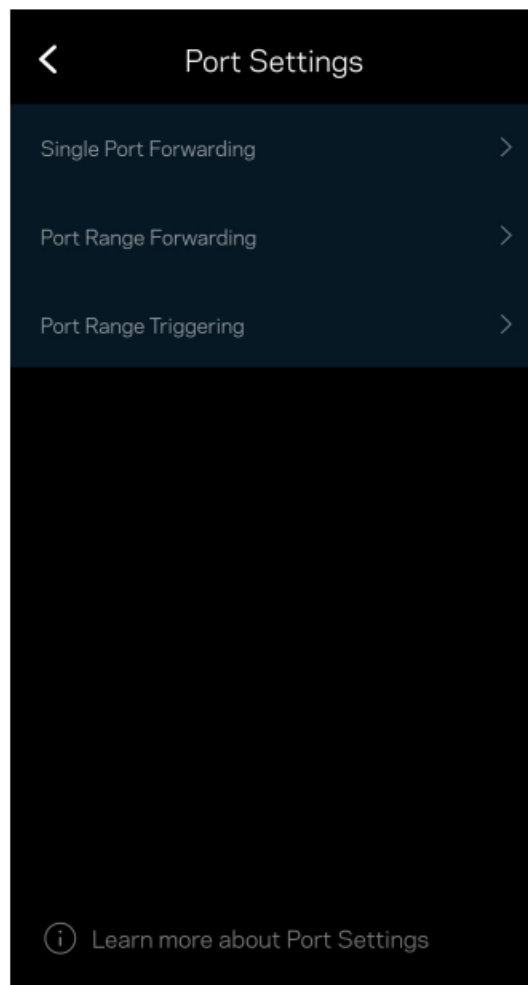 Port Settings
Single Port Forwarding
Port Range Forwarding
Port Range Triggering
Learn more about Port Settings